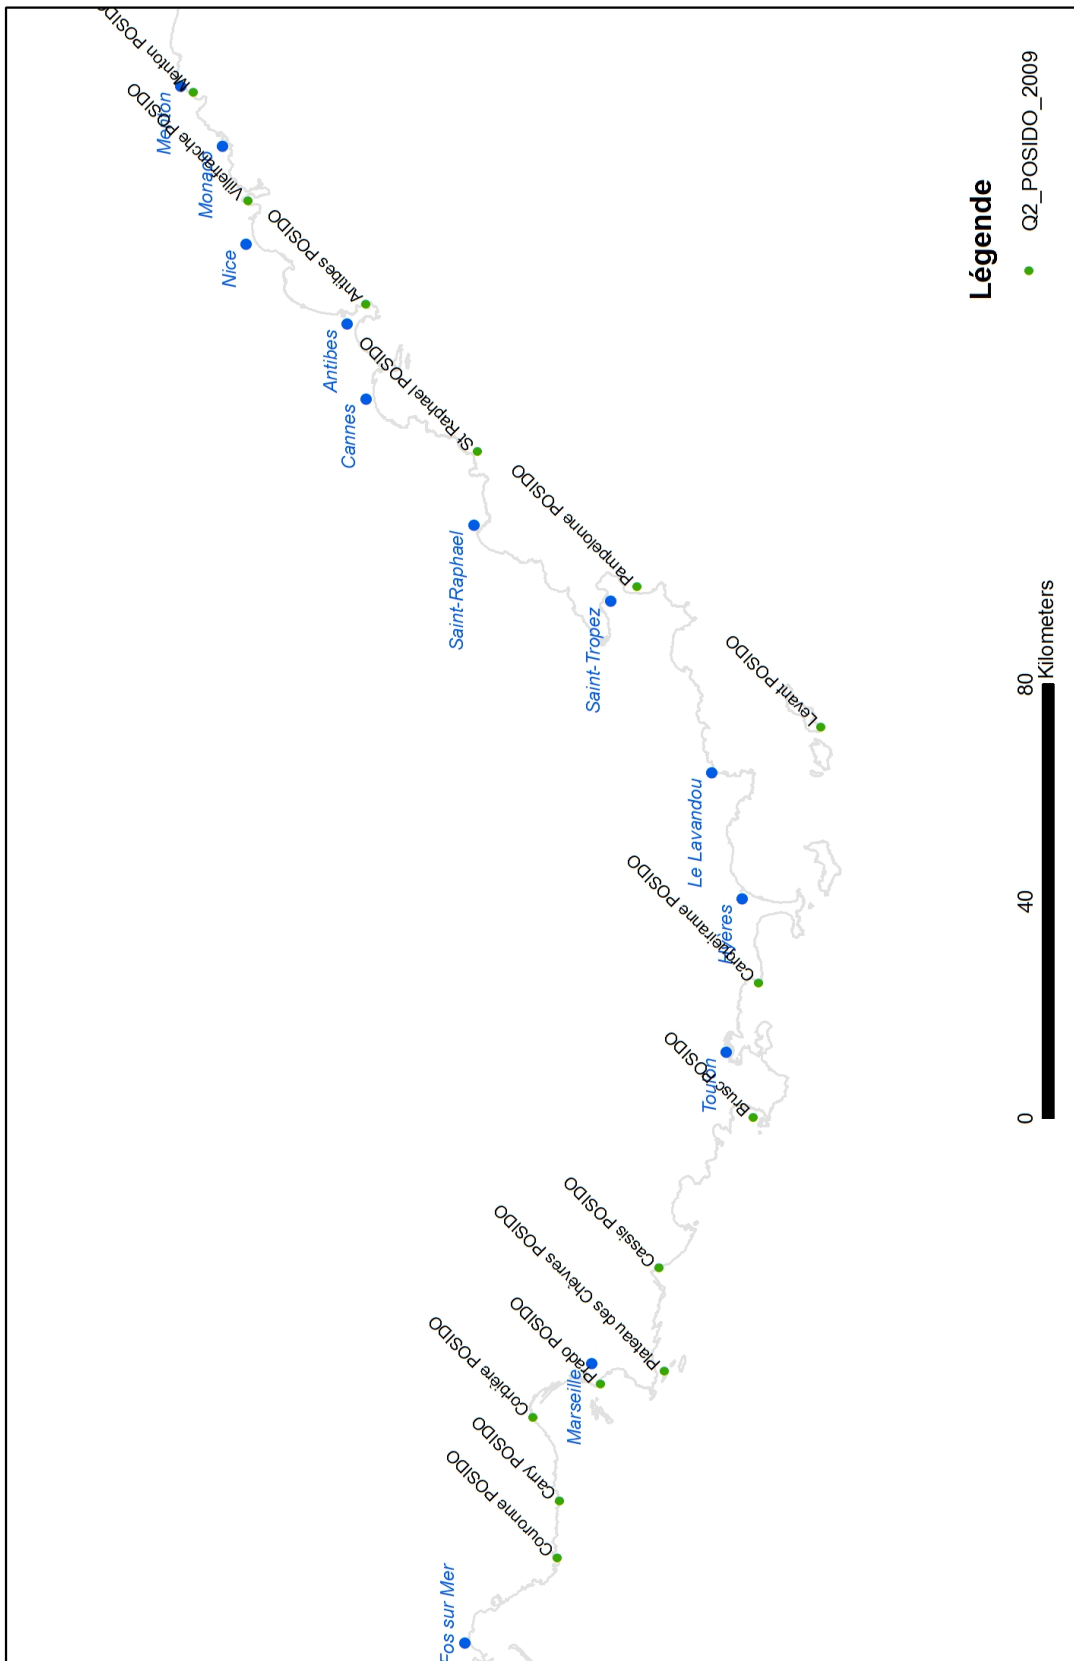 Menton POSIDO
Menton
Villefranche POSIDO
Monaco
Nice
Antibes POSIDO
Antibes
Cannes
St Raphael POSIDO
Saint-Raphael
Pampelonne POSIDO
Saint-Tropez
Levant POSIDO
Le Lavandou
Carqueiranne POSIDO
Hyères
Toulon
Brusc POSIDO
Cassis POSIDO
Plateau des Chèvres POSIDO
Prado POSIDO
Marseille
Corbière POSIDO
Carry POSIDO
Couronne POSIDO
Fos sur Mer
Légende
Q2_POSIDO_2009
0 40 80
Kilometers